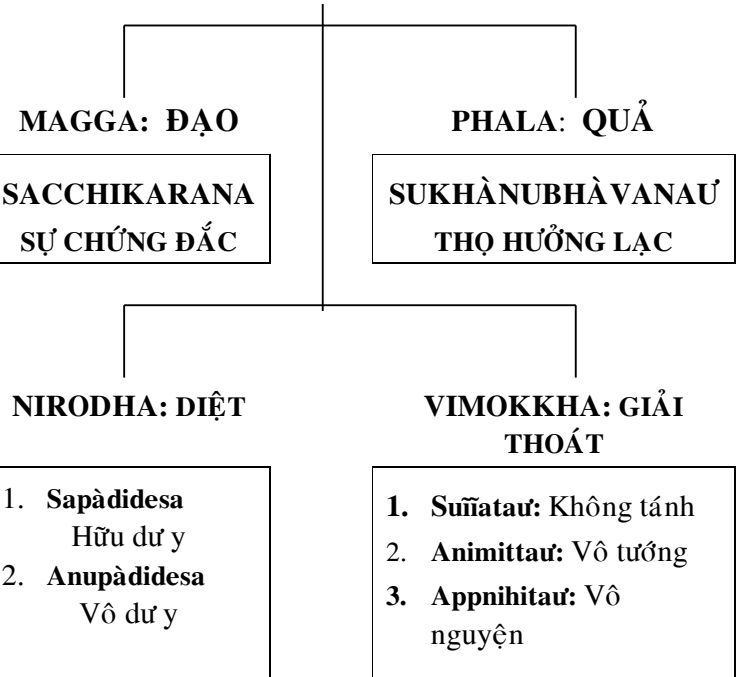 MAGGA: ĐẠO
PHALA: QUẢ
SACCHIKARANA
SỰ CHỨNG ĐẮC
SUKHÀNUBHÀVANAƯ
THỌ HƯỞNG LẠC
NIRODHA: DIỆT
VIMOKKHA: GIẢI
THOÁT
1. Sapàdidesa
Hữu dư y
2. Anupàdidesa
Vô dư y
1. Suĩĩataư: Không tánh
2. Animittaư: Vô tướng
3. Appnihitaư: Vô
nguyện